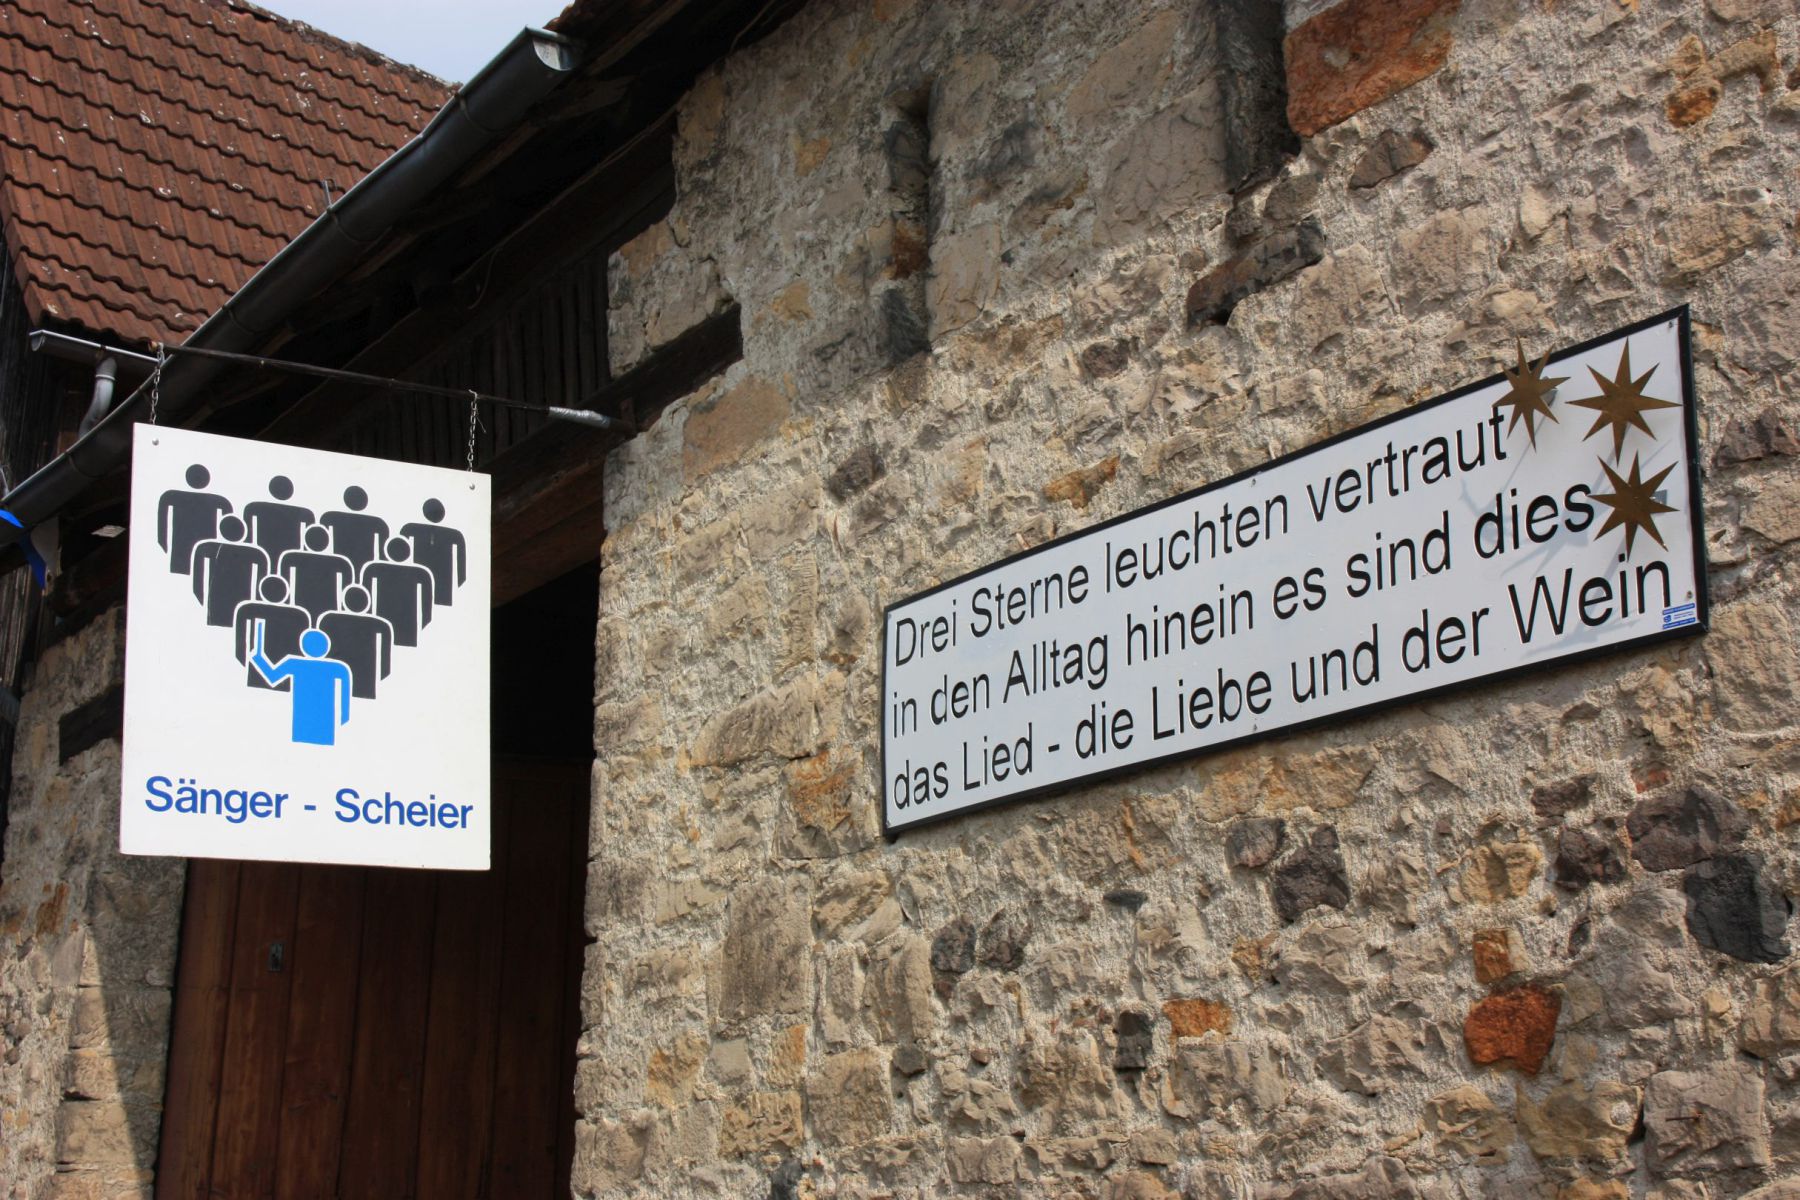 Sänger - Scheier
Drei Sterne leuchten vertraut
in den Alltag hinein es sind dies
das Lied - die Liebe und der Wein